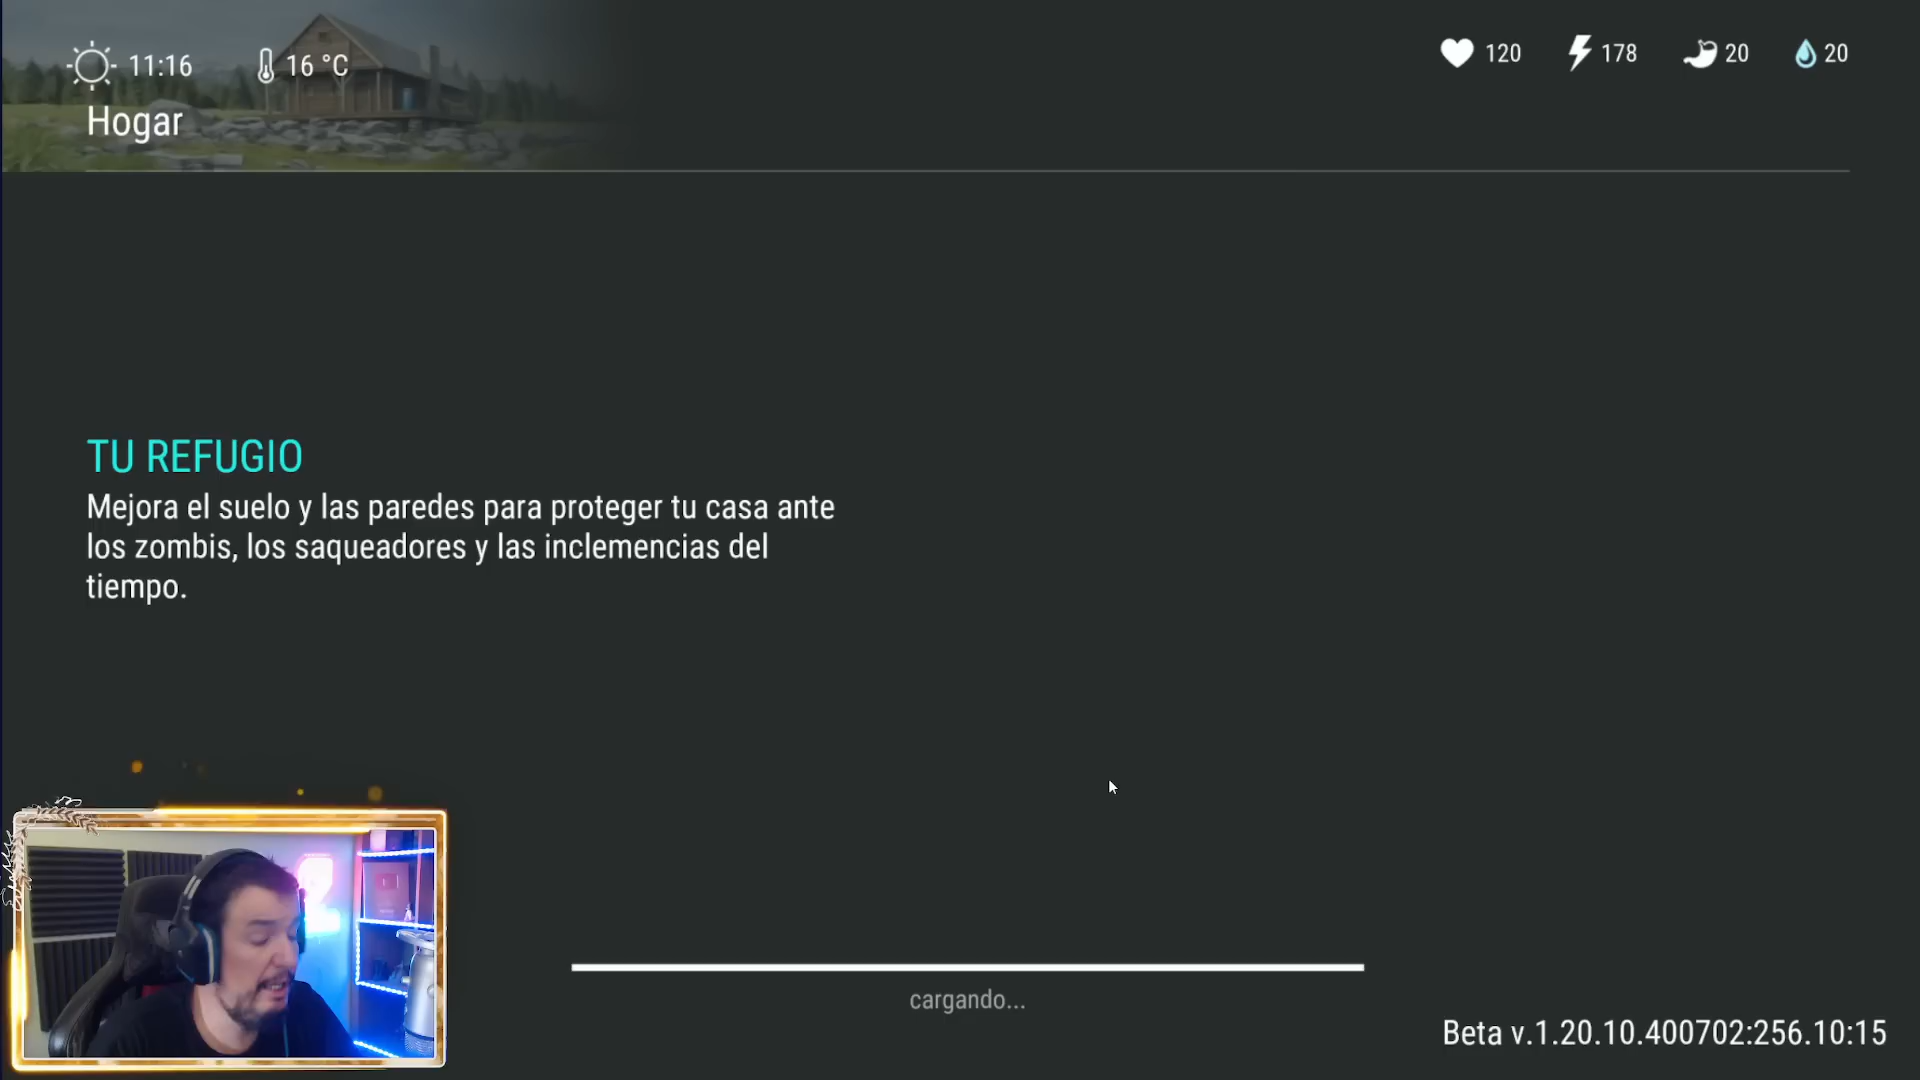 11:16
16 °C
120
178
20
20
Hogar
TU REFUGIO
Mejora el suelo y las paredes para proteger tu casa ante
los zombis, los saqueadores y las inclemencias del
tiempo.
cargando...
Beta v.1.20.10.400702:256.10:15